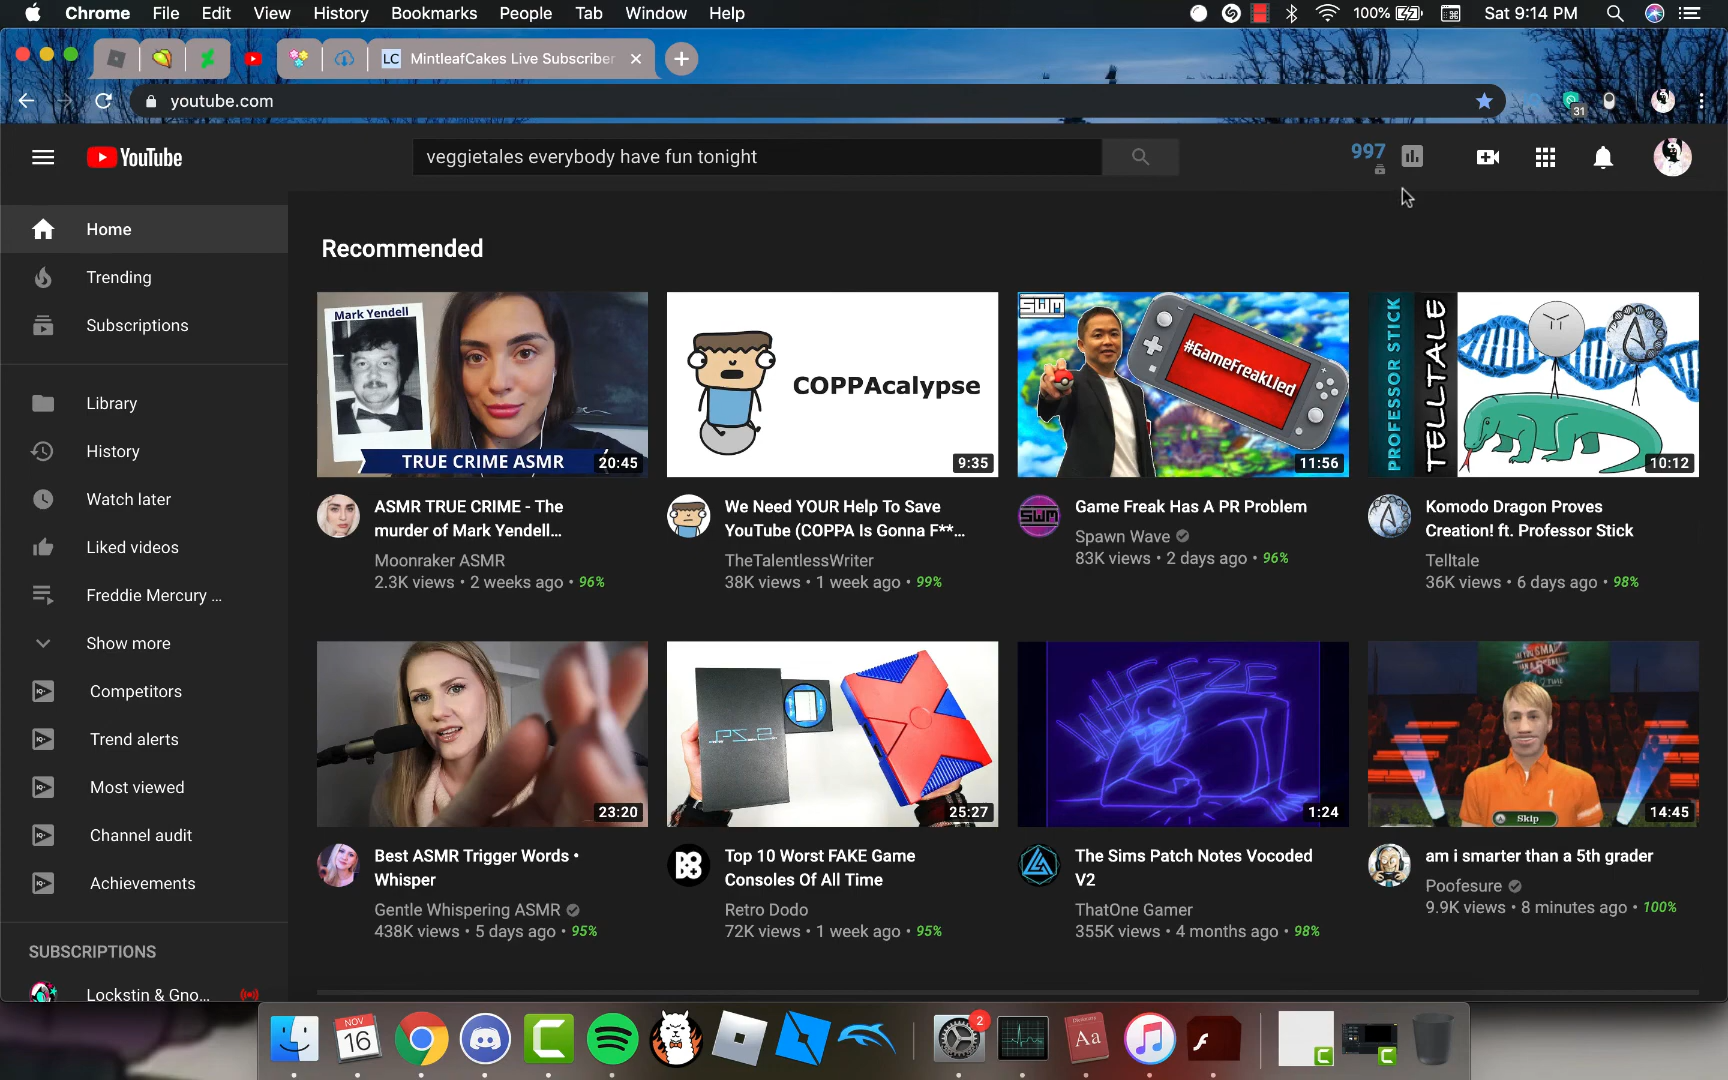 Chrome File Edit View History Bookmarks People Tab Window Help 100% Sat 9:14 PM
LC MintleafCakes Live Subscriber
youtube.com
31
YouTube
veggietales everybody have fun tonight
997
Home
Trending
Subscriptions
Library
History
Watch later
Liked videos
Freddie Mercury ...
Show more
Competitors
Trend alerts
Most viewed
Channel audit
Achievements
SUBSCRIPTIONS
Lockstin & Gno...
Recommended
Mark Yendell
TRUE CRIME ASMR
20:45
ASMR TRUE CRIME - The
murder of Mark Yendell...
Moonraker ASMR
2.3K views • 2 weeks ago • 96%
COPPAcalypse
9:35
We Need YOUR Help To Save
YouTube (COPPA Is Gonna F**...
TheTalentlessWriter
38K views • 1 week ago • 99%
SWM
#GameFreakLied
11:56
SWM
Game Freak Has A PR Problem
Spawn Wave
83K views • 2 days ago • 96%
PROFESSOR STICK
TELLTALE
10:12
Komodo Dragon Proves
Creation! ft. Professor Stick
Telltale
36K views • 6 days ago • 98%
23:20
Best ASMR Trigger Words •
Whisper
Gentle Whispering ASMR
438K views • 5 days ago • 95%
PS2
25:27
Top 10 Worst FAKE Game
Consoles Of All Time
Retro Dodo
72K views • 1 week ago • 95%
WHEEZE
1:24
The Sims Patch Notes Vocoded
V2
ThatOne Gamer
355K views • 4 months ago • 98%
Skip
14:45
am i smarter than a 5th grader
Poofesure
9.9K views • 8 minutes ago • 100%
NOV
16
2
Aa